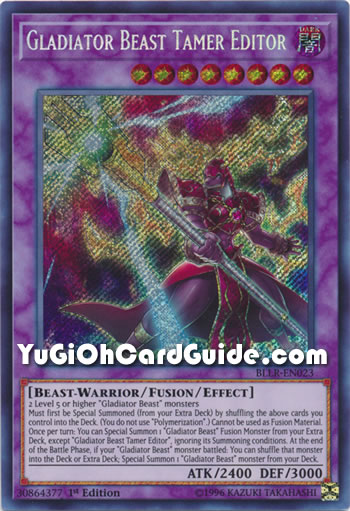 GLADIATOR BEAST TAMER EDITOR
DARK
YuGiOhCardGuide.com
BLLR-EN023
[BEAST-WARRIOR/FUSION/EFFECT]
2 Level 5 or higher "Gladiator Beast" monsters
Must first be Special Summoned (from your Extra Deck) by shuffling the above cards you
control into the Deck. (You do not use "Polymerization".) Cannot be used as Fusion Material.
Once per turn: You can Special Summon 1 "Gladiator Beast" Fusion Monster from your Extra
Deck, except "Gladiator Beast Tamer Editor", ignoring its Summoning conditions. At the end
of the Battle Phase, if your "Gladiator Beast" monster battled: You can shuffle that monster
into the Deck or Extra Deck; Special Summon 1 "Gladiator Beast" monster from your Deck.
ATK/2400 DEF/3000
30864377 1st Edition ©1996 KAZUKI TAKAHASHI